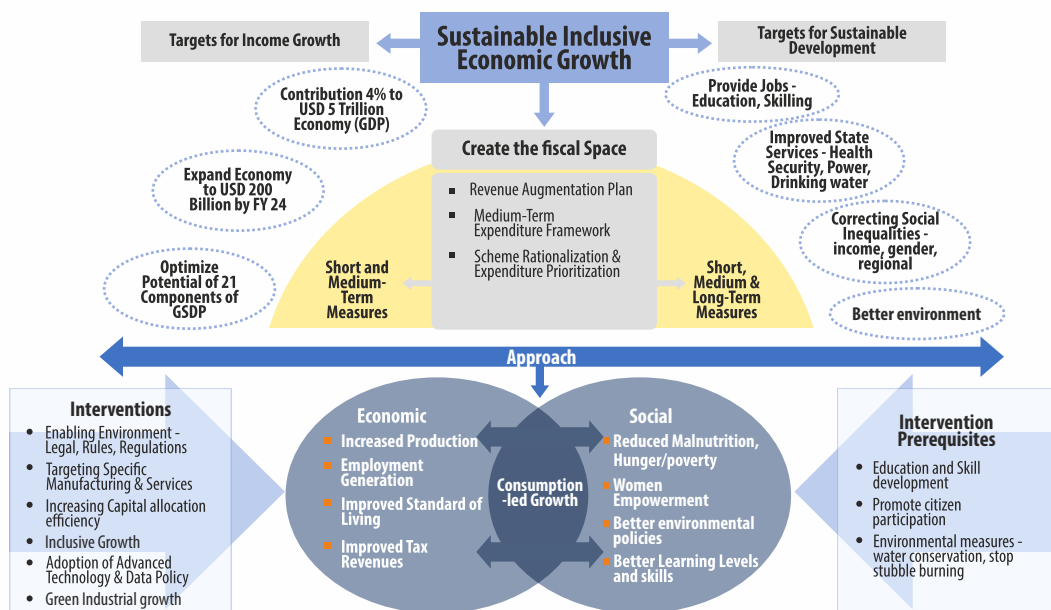 Targets for Income Growth
Sustainable Inclusive
Economic Growth
Targets for Sustainable
Development
Contribution 4% to
USD 5 Trillion
Economy (GDP)
Expand Economy
to USD 200
Billion by FY 24
Optimize
Potential of 21
Components of
GSDP
Create the fiscal Space
Revenue Augmentation Plan
Medium-Term
Expenditure Framework
Scheme Rationalization &
Expenditure Prioritization
Short and
Medium-
Term
Measures
Short,
Medium &
Long-Term
Measures
Provide Jobs -
Education, Skilling
Improved State
Services - Health
Security, Power,
Drinking water
Correcting Social
Inequalities -
income, gender,
regional
Better environment
Approach
Interventions
Enabling Environment -
Legal, Rules, Regulations
Targeting Specific
Manufacturing & Services
Increasing Capital allocation
efficiency
Inclusive Growth
Adoption of Advanced
Technology & Data Policy
Green Industrial growth
Economic
Increased Production
Employment
Generation
Improved Standard of
Living
Improved Tax
Revenues
Consumption
-led Growth
Social
Reduced Malnutrition,
Hunger/poverty
Women
Empowerment
Better environmental
policies
Better Learning Levels
and skills
Intervention
Prerequisites
Education and Skill
development
Promote citizen
participation
Environmental measures -
water conservation, stop
stubble burning